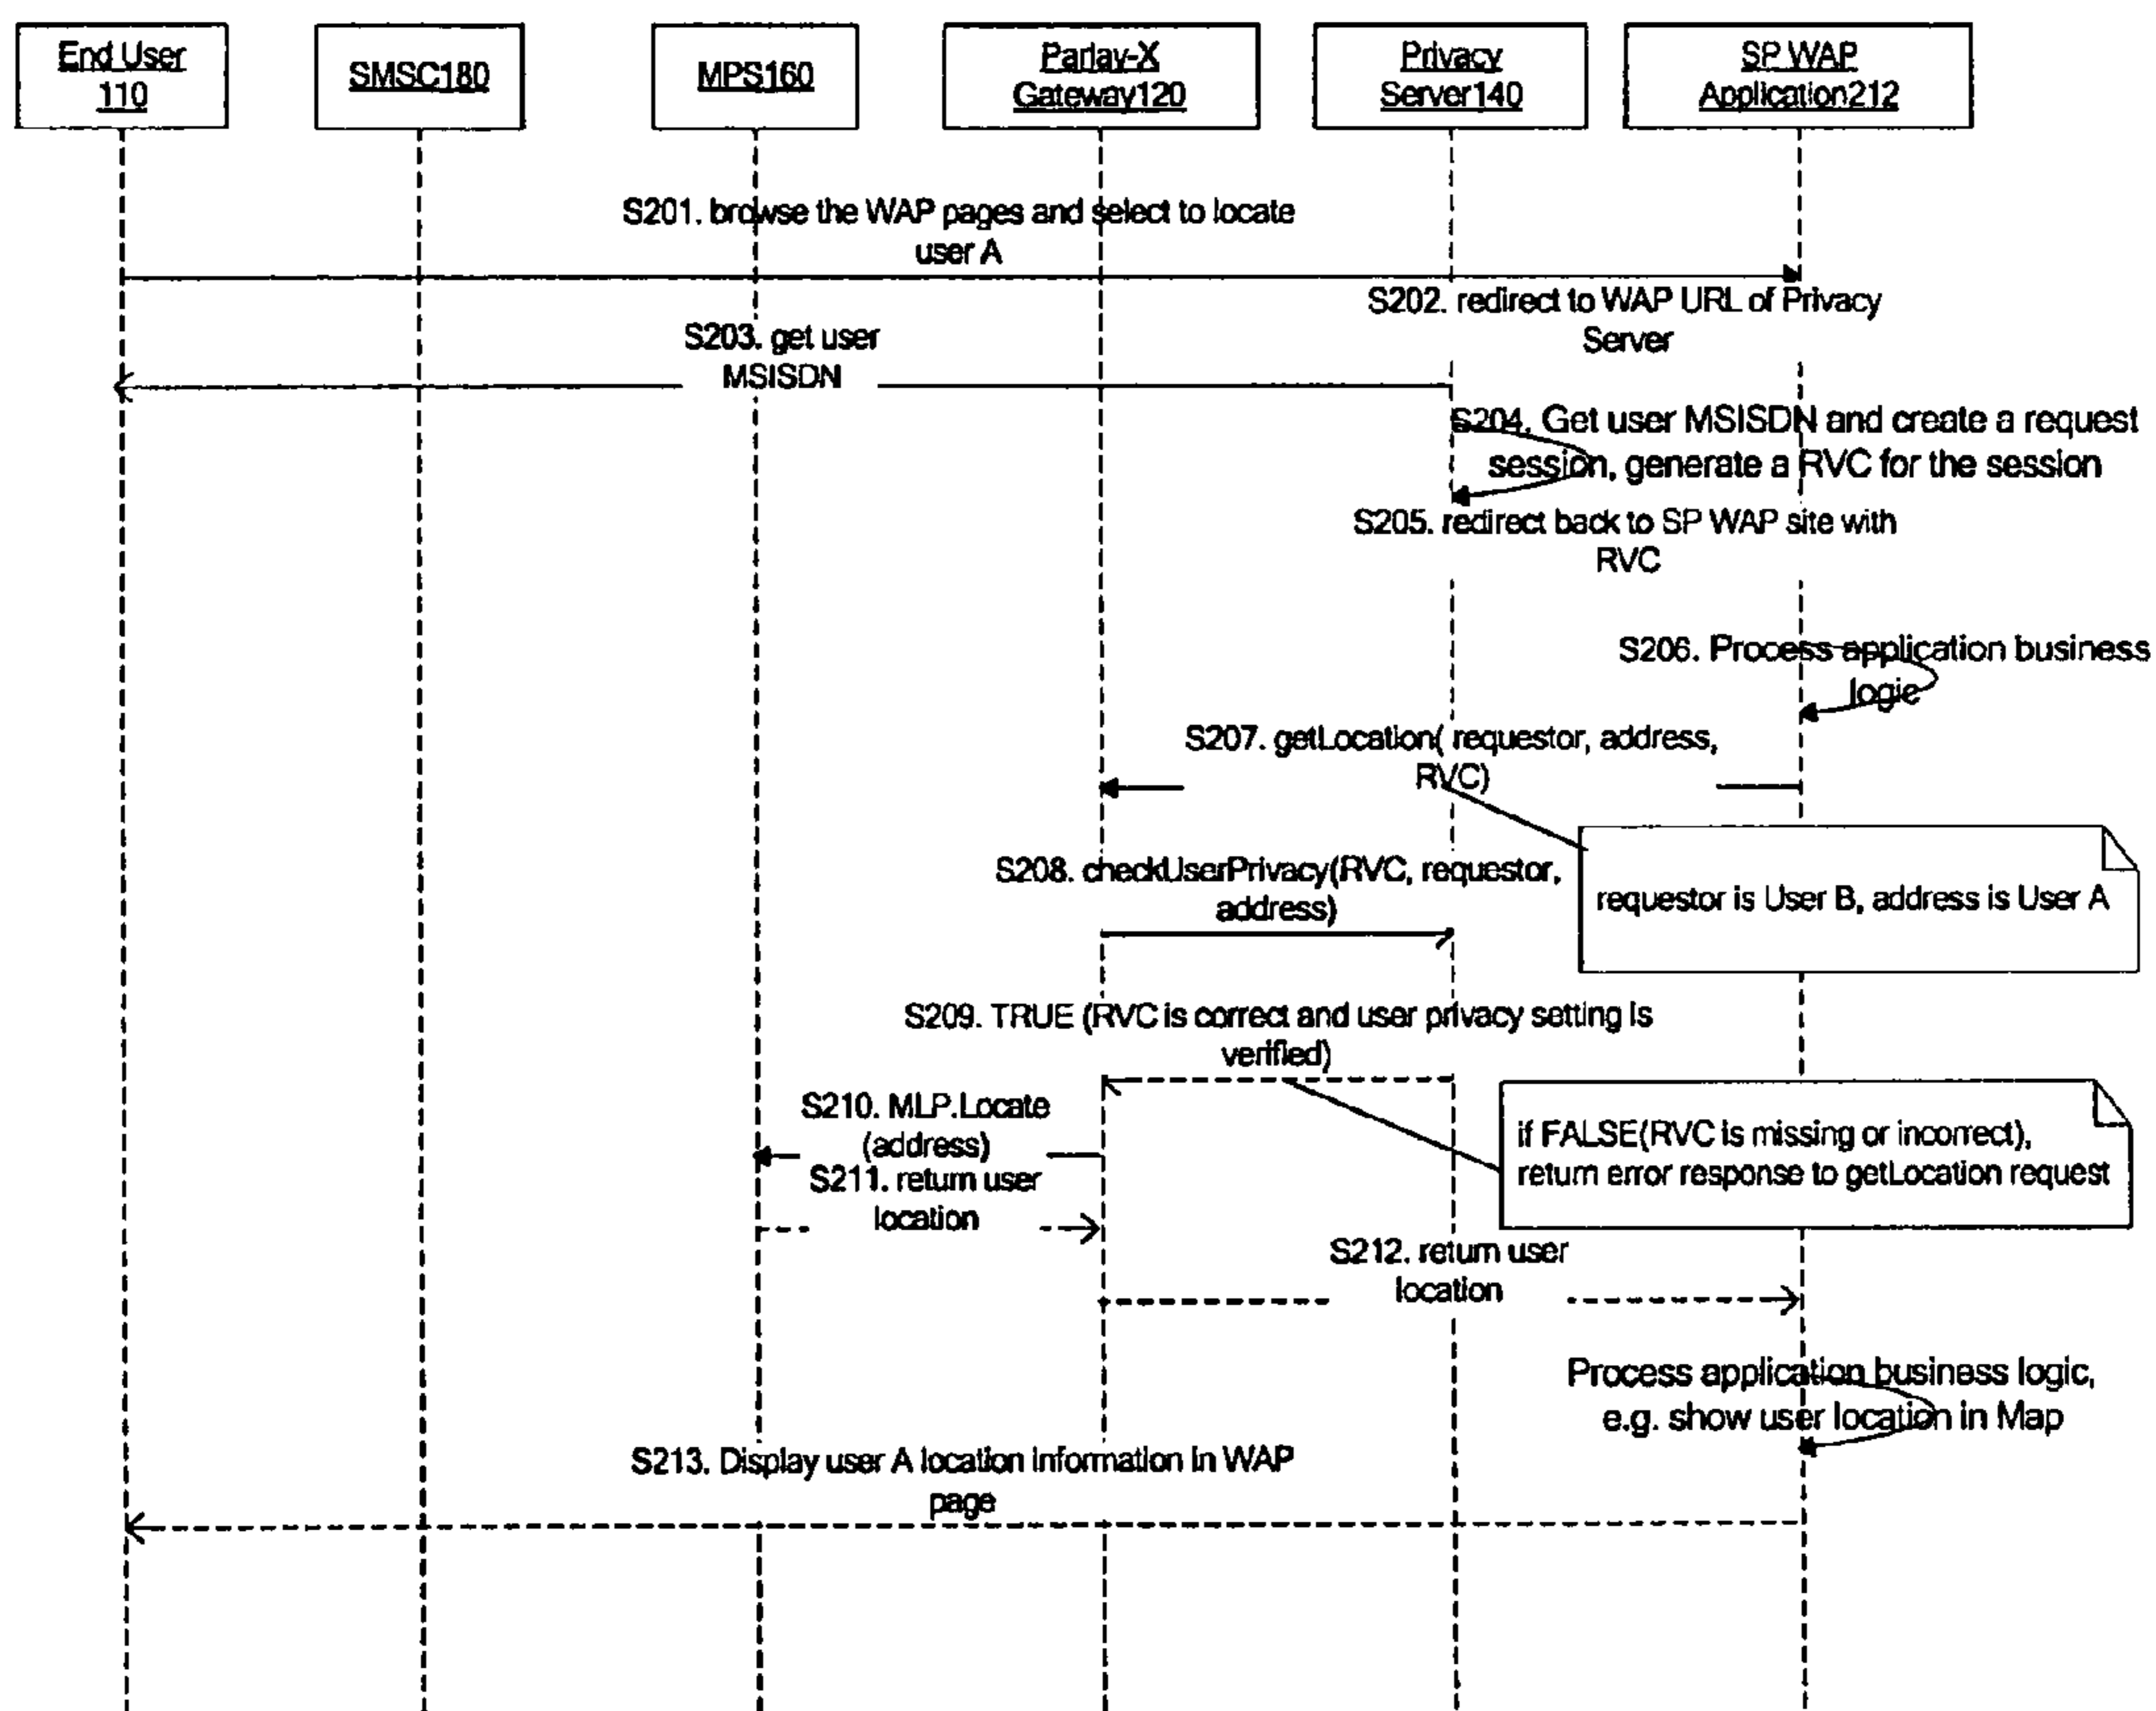 End User
110
SMSC180
MPS160
Parlay-X
Gateway120
Privacy
Server140
SP WAP
Application212
S201. browse the WAP pages and select to locate
user A
S202. redirect to WAP URL of Privacy
Server
S203. get user
MSISDN
S204. Get user MSISDN and create a request
session, generate a RVC for the session
S205. redirect back to SP WAP site with
RVC
S206. Process application business
logic
S207. getLocation( requestor, address,
RVC)
requestor is User B, address is User A
S208. checkUserPrivacy(RVC, requestor,
address)
S209. TRUE (RVC is correct and user privacy setting is
verified)
if FALSE(RVC is missing or incorrect),
return error response to getLocation request
S210. MLP.Locate
(address)
S211. return user
location
S212. return user
location
Process application business logic,
e.g. show user location in Map
S213. Display user A location information in WAP
page